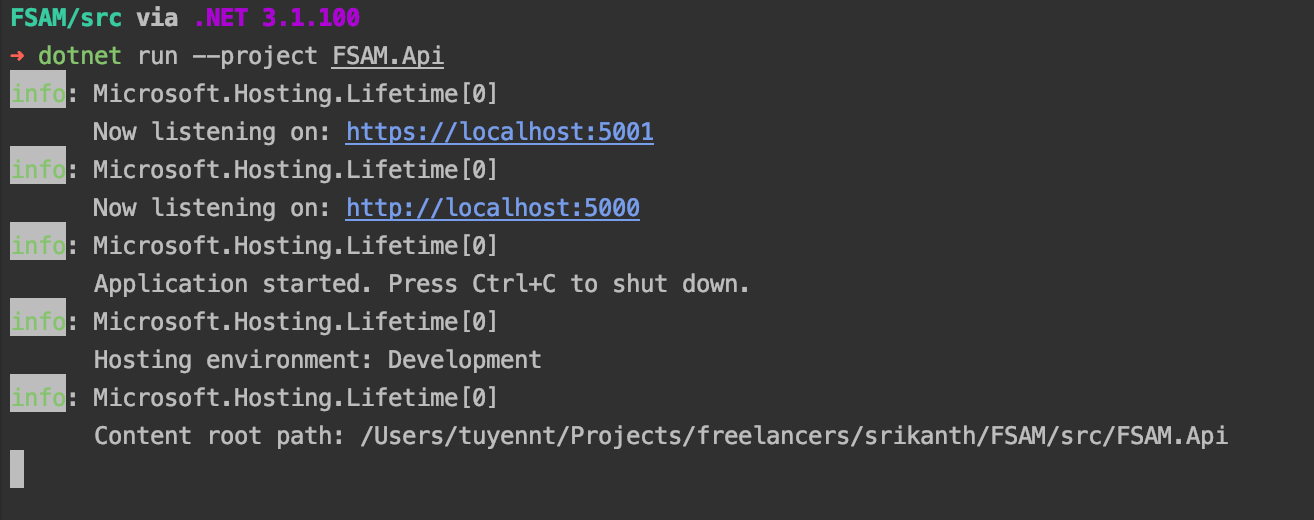 FSAM/src via .NET 3.1.100
➜ dotnet run --project FSAM.Api
info: Microsoft.Hosting.Lifetime[0]
Now listening on: https://localhost:5001
info: Microsoft.Hosting.Lifetime[0]
Now listening on: http://localhost:5000
info: Microsoft.Hosting.Lifetime[0]
Application started. Press Ctrl+C to shut down.
info: Microsoft.Hosting.Lifetime[0]
Hosting environment: Development
info: Microsoft.Hosting.Lifetime[0]
Content root path: /Users/tuyennt/Projects/freelancers/srikanth/FSAM/src/FSAM.Api